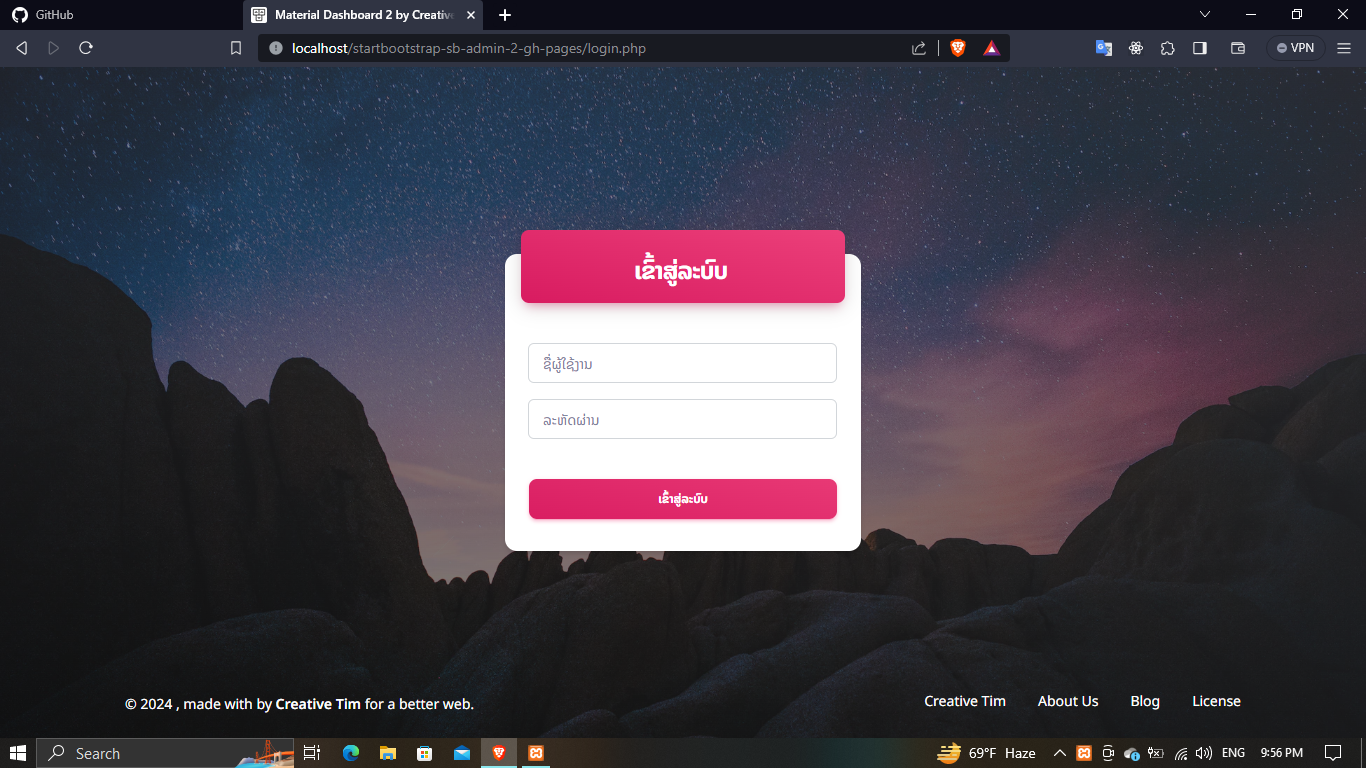 GitHub
Material Dashboard 2 by Creative
localhost/startbootstrap-sb-admin-2-gh-pages/login.php
VPN
ເຂົ້າສູ່ລະບົບ
ຊື່ຜູ້ໃຊ້ງານ
ລະຫັດຜ່ານ
ເຂົ້າສູ່ລະບົບ
© 2024 , made with by Creative Tim for a better web.
Creative Tim About Us Blog License
Search
69°F Haze
ENG
9:56 PM